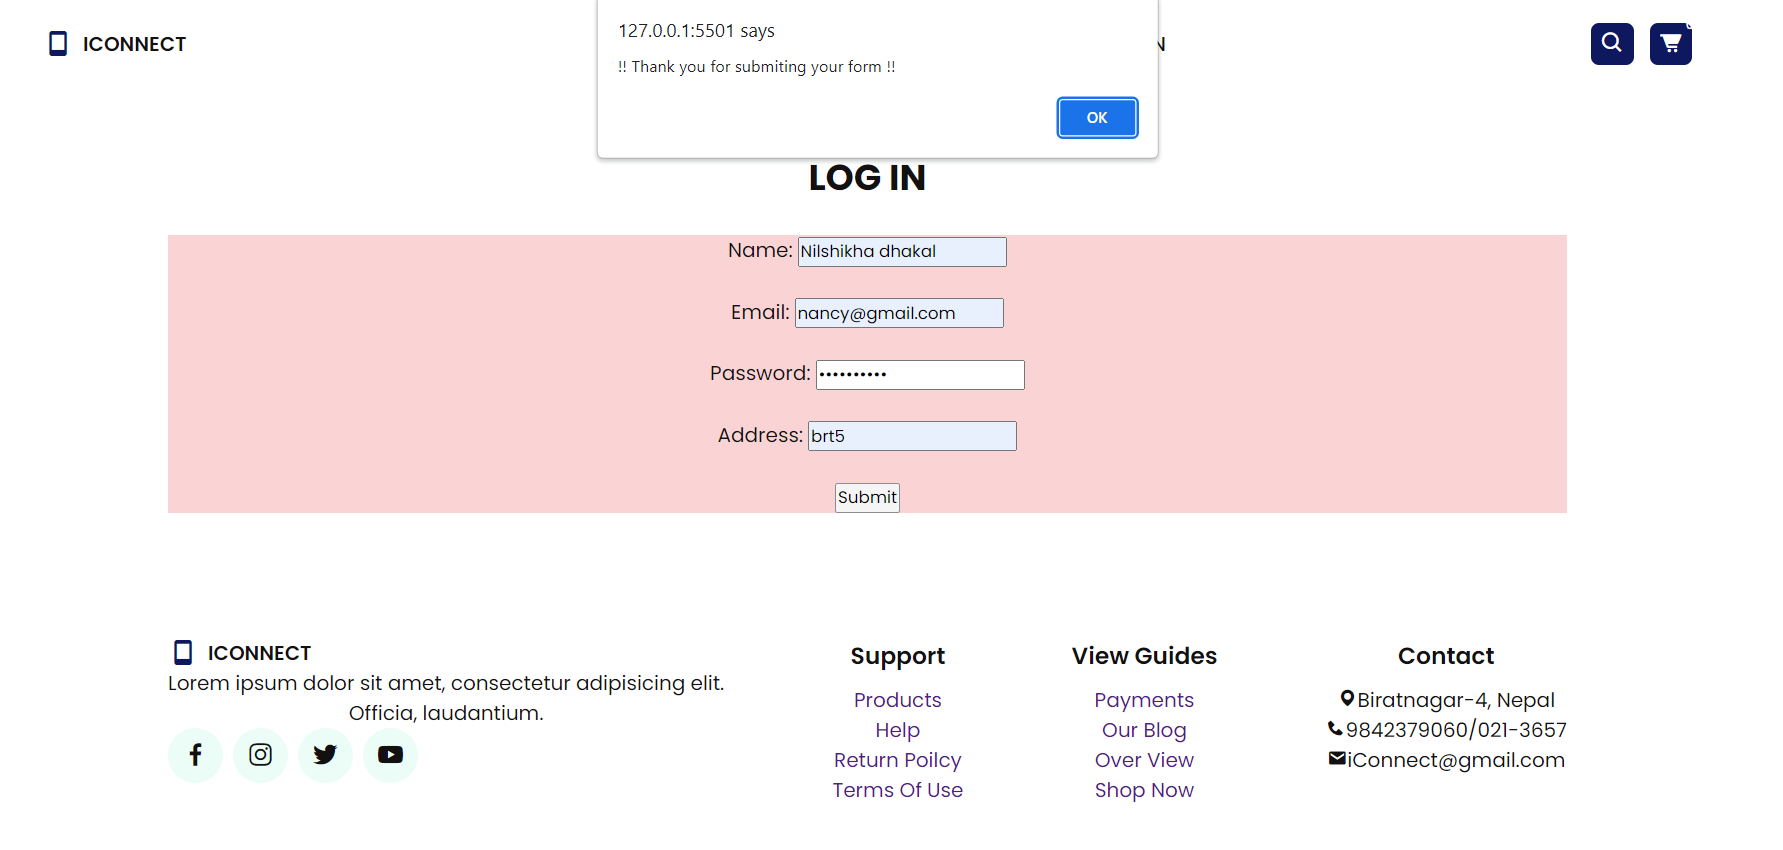 127.0.0.1:5501 says
!! Thank you for submiting your form !!
OK
ICONNECT
LOG IN
Name: Nilshikha dhakal
Email: nancy@gmail.com
Password: ••••••••••
Address: brt5
Submit
ICONNECT
Lorem ipsum dolor sit amet, consectetur adipisicing elit.
Officia, laudantium.
Support
Products
Help
Return Poilcy
Terms Of Use
View Guides
Payments
Our Blog
Over View
Shop Now
Contact
Biratnagar-4, Nepal
9842379060/021-3657
iConnect@gmail.com